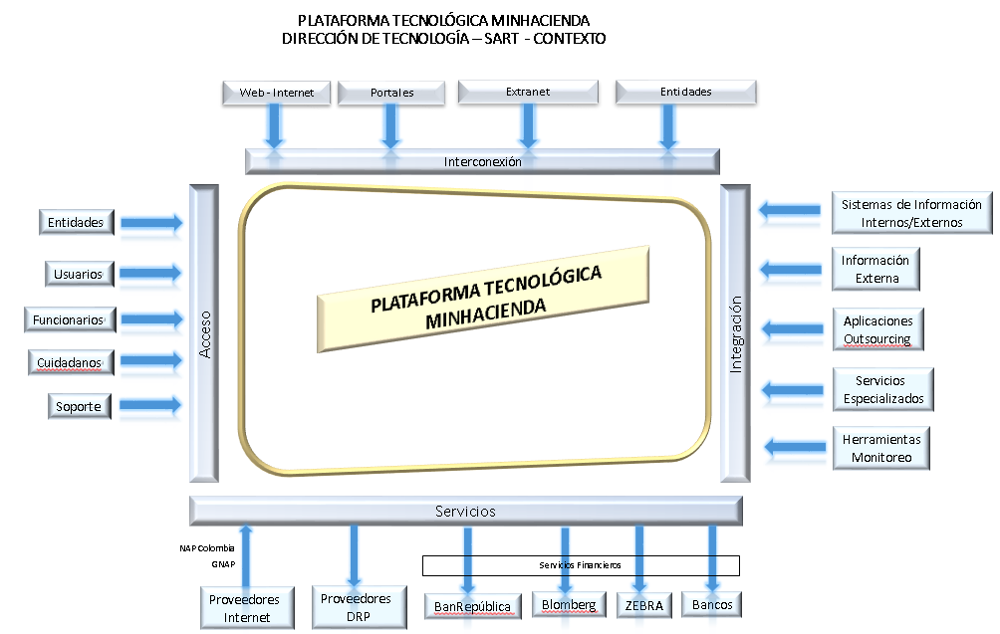 PLATAFORMA TECNOLÓGICA MINHACIENDA
DIRECCIÓN DE TECNOLOGÍA – SART - CONTEXTO
Web - Internet
Portales
Extranet
Entidades
Interconexión
Entidades
Usuarios
Funcionarios
Cuidadanos
Soporte
Acceso
PLATAFORMA TECNOLÓGICA
MINHACIENDA
Integración
Sistemas de Información
Internos/Externos
Información
Externa
Aplicaciones
Outsourcing
Servicios
Especializados
Herramientas
Monitoreo
Servicios
NAP Colombia
GNAP
Servicios Financieros
Proveedores
Internet
Proveedores
DRP
BanRepública
Blomberg
ZEBRA
Bancos